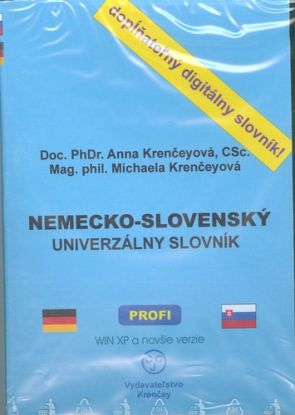 doplňateľný digitálny slovník!
Doc. PhDr. Anna Krenčeyová, CSc.
Mag. phil. Michaela Krenčeyová
NEMECKO-SLOVENSKÝ
UNIVERZÁLNY SLOVNÍK
PROFI
WIN XP a novšie verzie
Vydavateľstvo
Krenčey